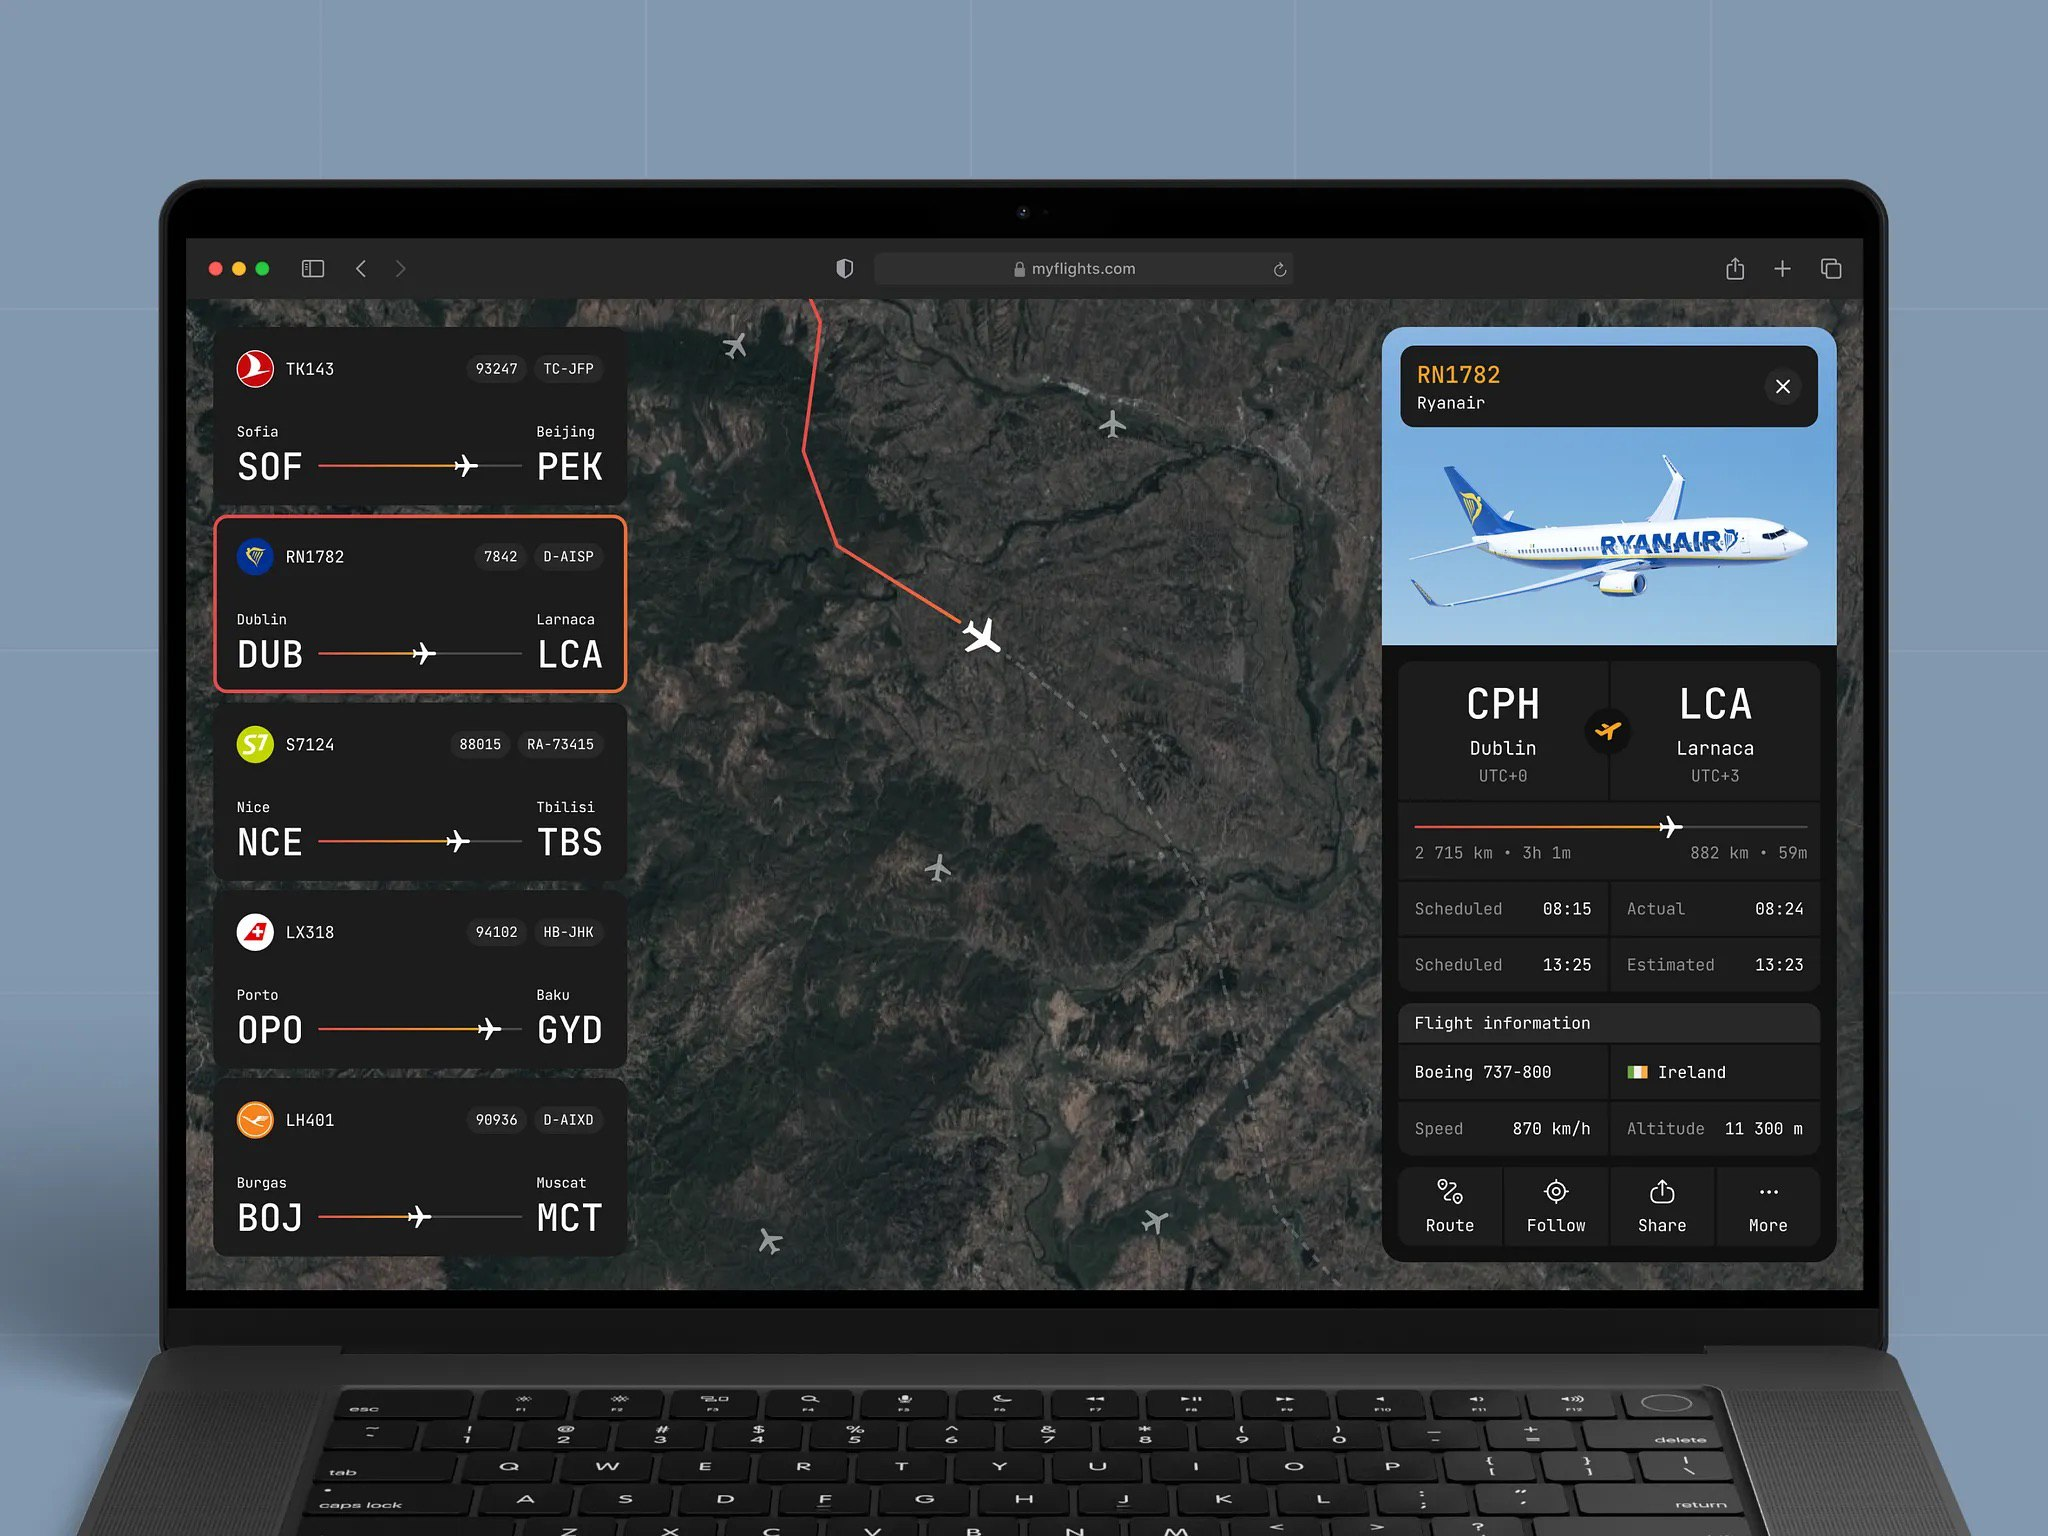 myflights.com
TK143
93247
TC-JFP
Sofia
Beijing
SOF
PEK
RN1782
7842
D-AISP
Dublin
Larnaca
DUB
LCA
S7
S7124
88015
RA-73415
Nice
Tbilisi
NCE
TBS
LX318
94102
HB-JHK
Porto
Baku
OPO
GYD
LH401
90936
D-AIXD
Burgas
Muscat
BOJ
MCT
RN1782
Ryanair
RYANAIR
CPH
LCA
Dublin
Larnaca
UTC+0
UTC+3
2 715 km • 3h 1m
882 km • 59m
Scheduled 08:15
Actual 08:24
Scheduled 13:25
Estimated 13:23
Flight information
Boeing 737-800
Ireland
Speed 870 km/h
Altitude 11 300 m
Route
Follow
Share
More
esc F1 F2 F3 F4 F5 F6 F7 F8 F9 F10 F11 F12
~ ! @ # $ % ^ & * ( ) _ +
1 2 3 4 5 6 7 8 9 0 - = delete
tab Q W E R T Y U I O P { [ } ] | \
caps lock A S D F G H J K L : ; " ' return
Z X C V B N M < > ?